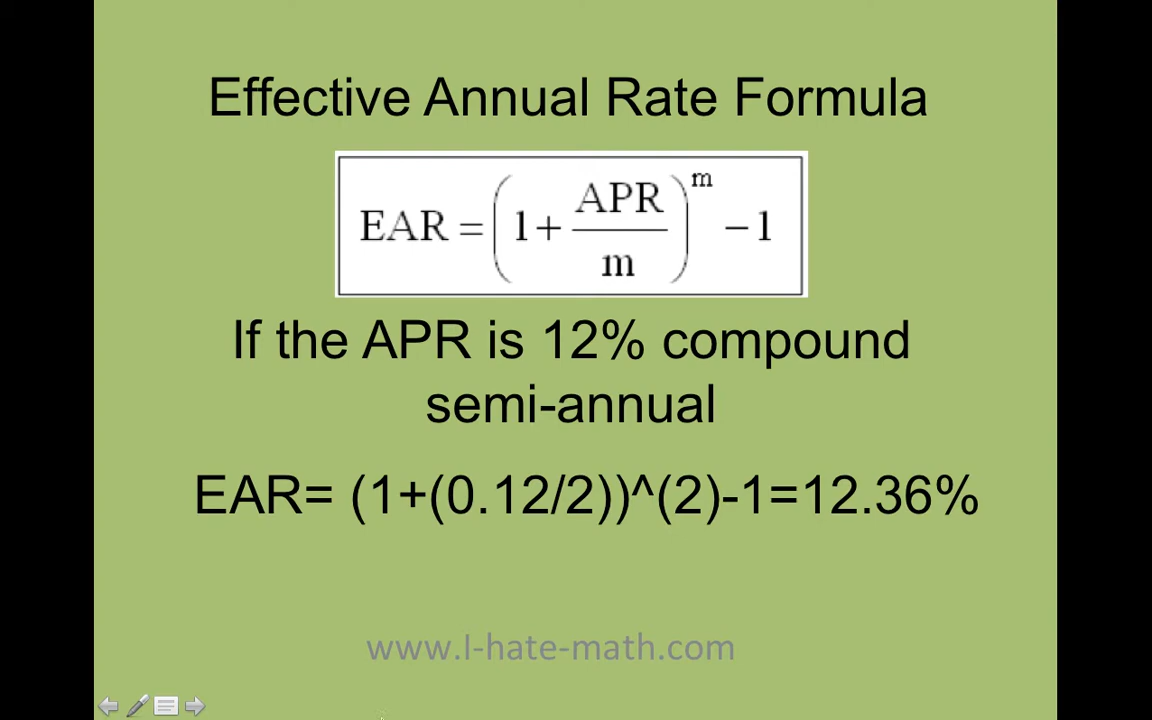 Effective Annual Rate Formula
EAR = (1 + APR/m)^m − 1
If the APR is 12% compound
semi-annual
EAR= (1+(0.12/2))^(2)-1=12.36%
www.I-hate-math.com